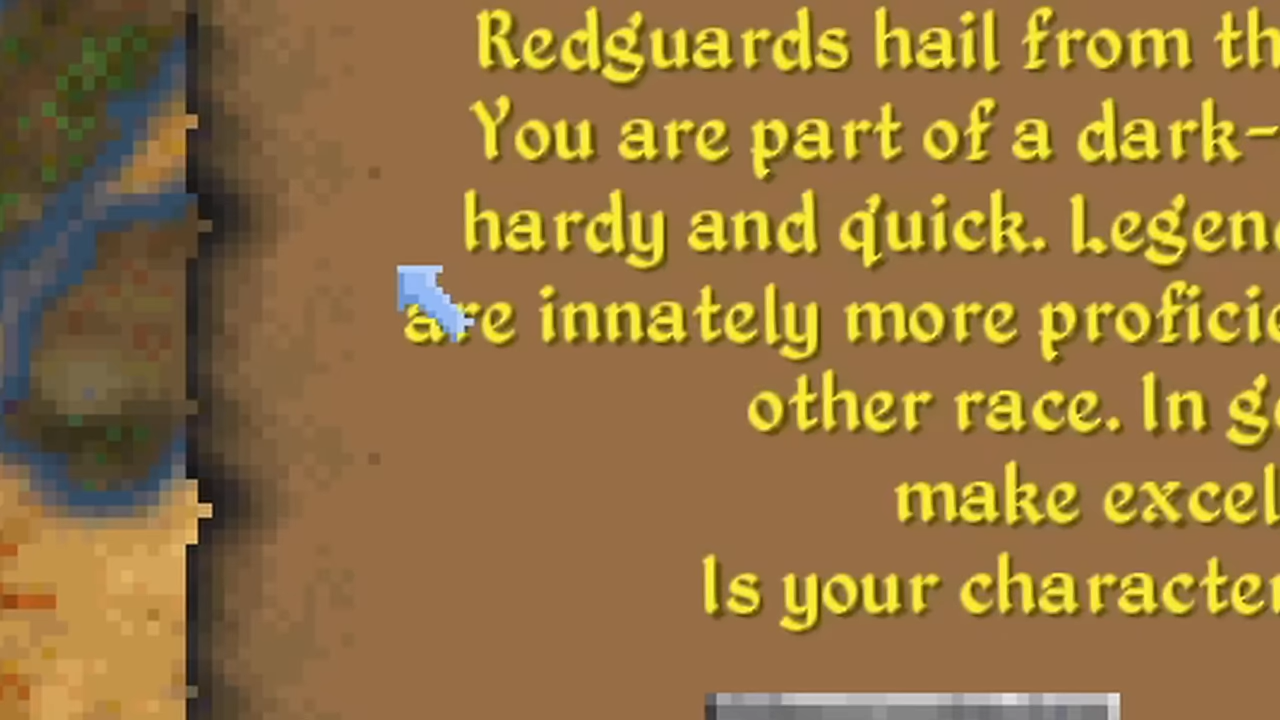 Redguards hail from th
You are part of a dark-
hardy and quick. Legen
are innately more profici
other race. In g
make excel
Is your character